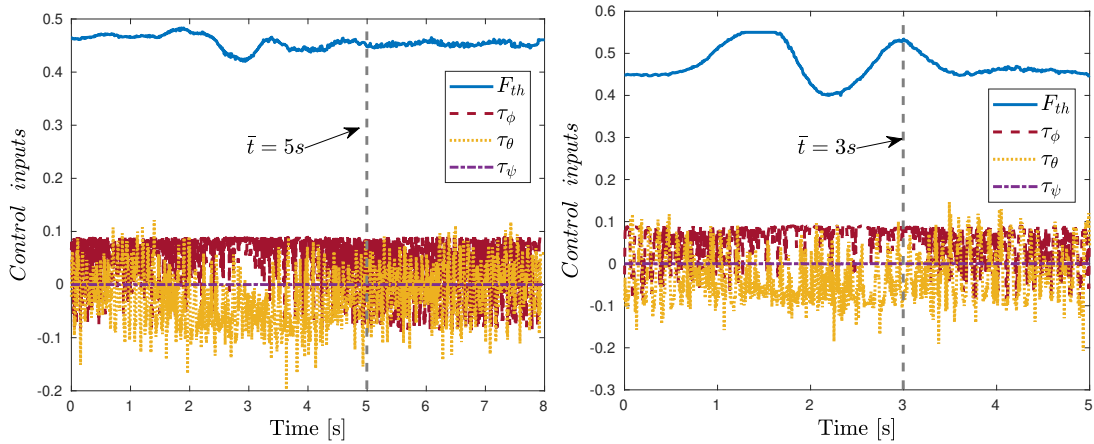 0.5
0.4
0.3
0.2
0.1
0
-0.1
-0.2
Control inputs
0 1 2 3 4 5 6 7 8
Time [s]
t̄ = 5s
F_th
τ_ϕ
τ_θ
τ_ψ
0.6
0.5
0.4
0.3
0.2
0.1
0
-0.1
-0.2
-0.3
Control inputs
0 1 2 3 4 5
Time [s]
t̄ = 3s
F_th
τ_ϕ
τ_θ
τ_ψ